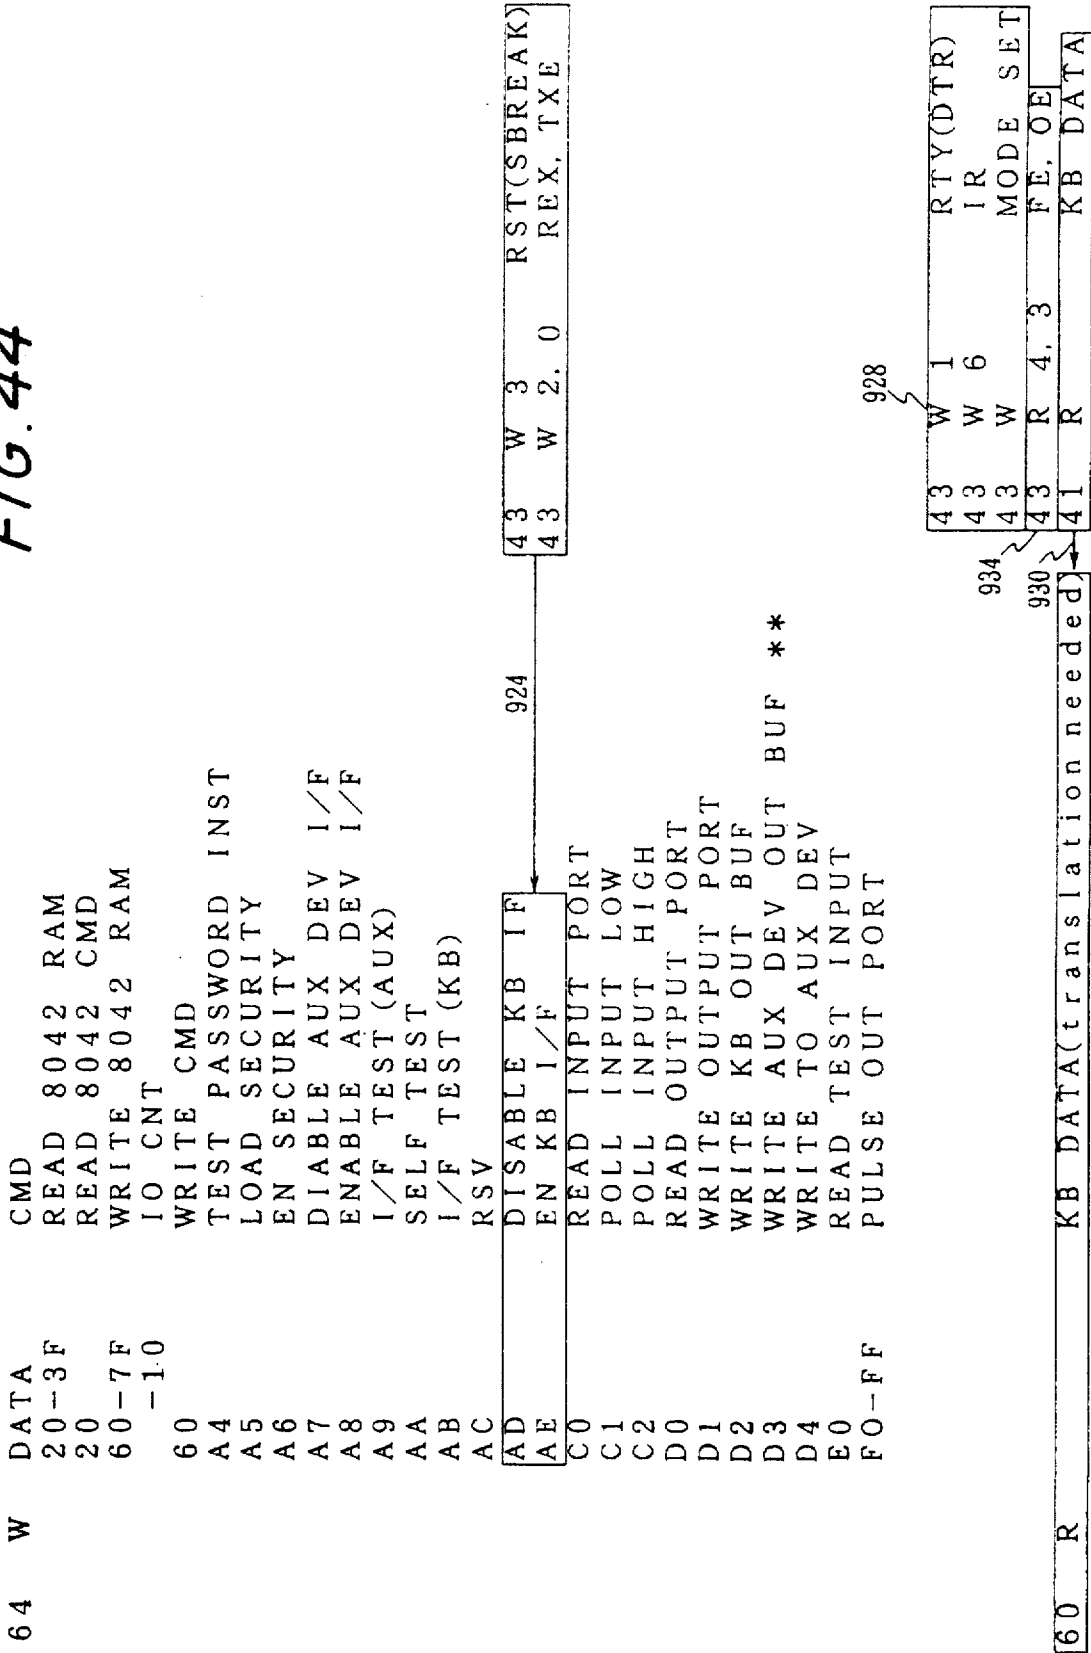 FIG. 44
64 W DATA CMD
20-3F READ 8042 RAM
20 READ 8042 CMD
60-7F WRITE 8042 RAM
-10 IO CNT
60 WRITE CMD
A4 TEST PASSWORD INST
A5 LOAD SECURITY
A6 EN SECURITY
A7 DIABLE AUX DEV I/F
A8 ENABLE AUX DEV I/F
A9 I/F TEST (AUX)
AA SELF TEST
AB I/F TEST (KB)
AC RSV
AD DISABLE KB IF 924 43 W 3 RST(SBREAK)
AE EN KB I/F 43 W 2. 0 REX, TXE
C0 READ INPUT PORT
C1 POLL INPUT LOW
C2 POLL INPUT HIGH
D0 READ OUTPUT PORT
D1 WRITE OUTPUT PORT
D2 WRITE KB OUT BUF
D3 WRITE AUX DEV OUT BUF **
D4 WRITE TO AUX DEV
E0 READ TEST INPUT
FO-FF PULSE OUT PORT
928
43 W 1 RTY(DTR)
43 W 6 IR
43 W MODE SET
934 43 R 4, 3 FE, OE
60 R KB DATA(translation needed) 930 41 R KB DATA